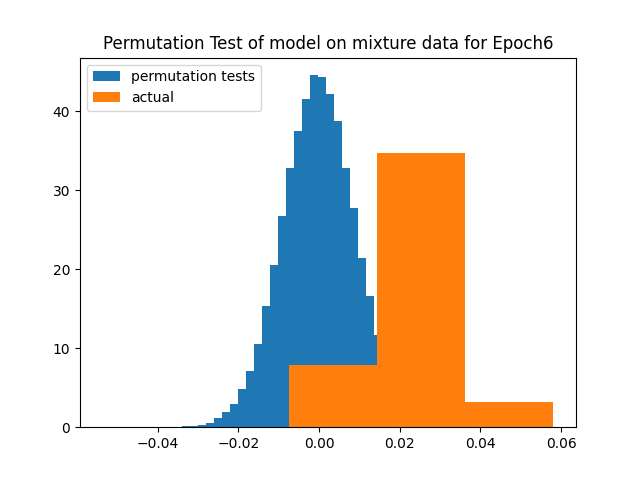 Permutation Test of model on mixture data for Epoch6
permutation tests
actual
40
30
20
10
0
−0.04 −0.02 0.00 0.02 0.04 0.06